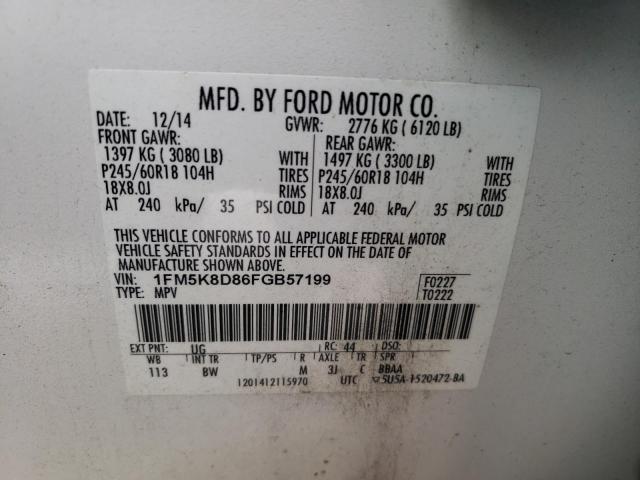 MFD. BY FORD MOTOR CO.
DATE: 12/14 GVWR: 2776 KG ( 6120 LB)
FRONT GAWR: REAR GAWR:
1397 KG ( 3080 LB) WITH 1497 KG ( 3300 LB) WITH
P245/60R18 104H TIRES P245/60R18 104H TIRES
18X8.0J RIMS 18X8.0J RIMS
AT 240 kPa/ 35 PSI COLD AT 240 kPa/ 35 PSI COLD
THIS VEHICLE CONFORMS TO ALL APPLICABLE FEDERAL MOTOR
VEHICLE SAFETY STANDARDS IN EFFECT ON THE DATE OF
MANUFACTURE SHOWN ABOVE.
VIN: 1FM5K8D86FGB57199 F0227
TYPE: MPV T0222
EXT PNT: UG RC: 44 DSO:
WB INT TR TP/PS R AXLE TR SPR
113 BW M 3J C BBAA
1201412115970 UTC 5U5A-1520472-BA